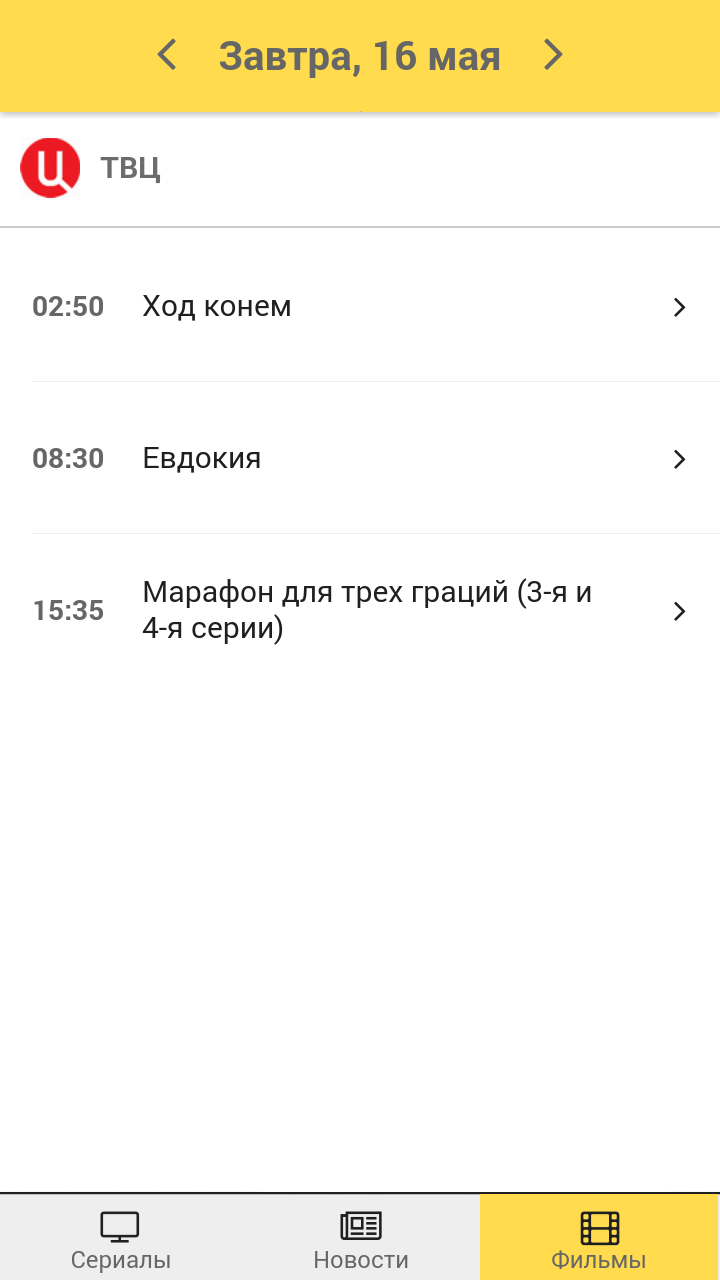 Завтра, 16 мая
Ц ТВЦ
02:50 Ход конем
08:30 Евдокия
15:35 Марафон для трех граций (3-я и
4-я серии)
Сериалы Новости Фильмы